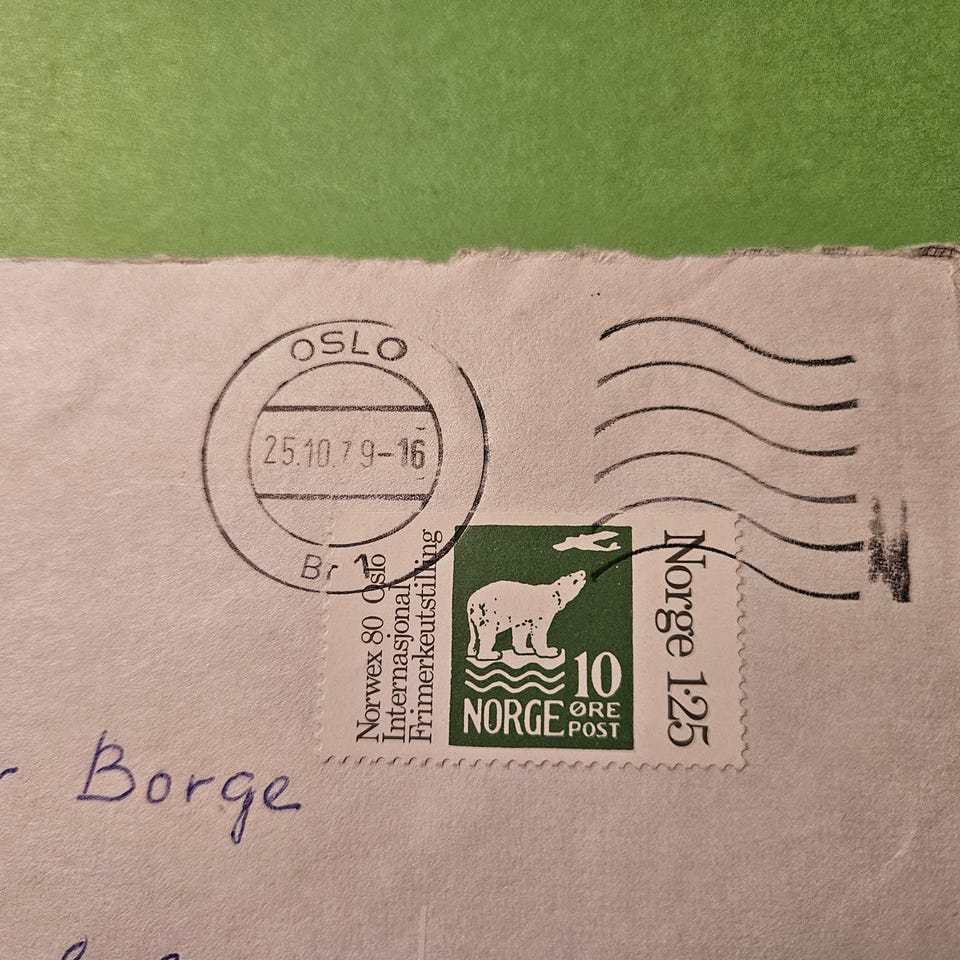 OSLO
25.10.79-16
Br 1
Norwex 80 Oslo
Internasjonal
Frimerkeutstilling
10
NORGE ØRE
POST
Norge 1·25
Borge